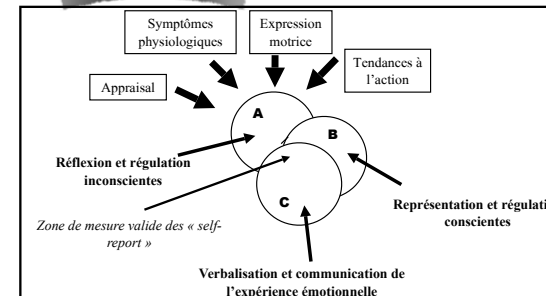 Symptômes
physiologiques
Expression
motrice
Tendances à
l’action
Appraisal
A
B
C
Réflexion et régulation
inconscientes
Représentation et régulati
conscientes
Zone de mesure valide des « self-
report »
Verbalisation et communication de
l’expérience émotionnelle